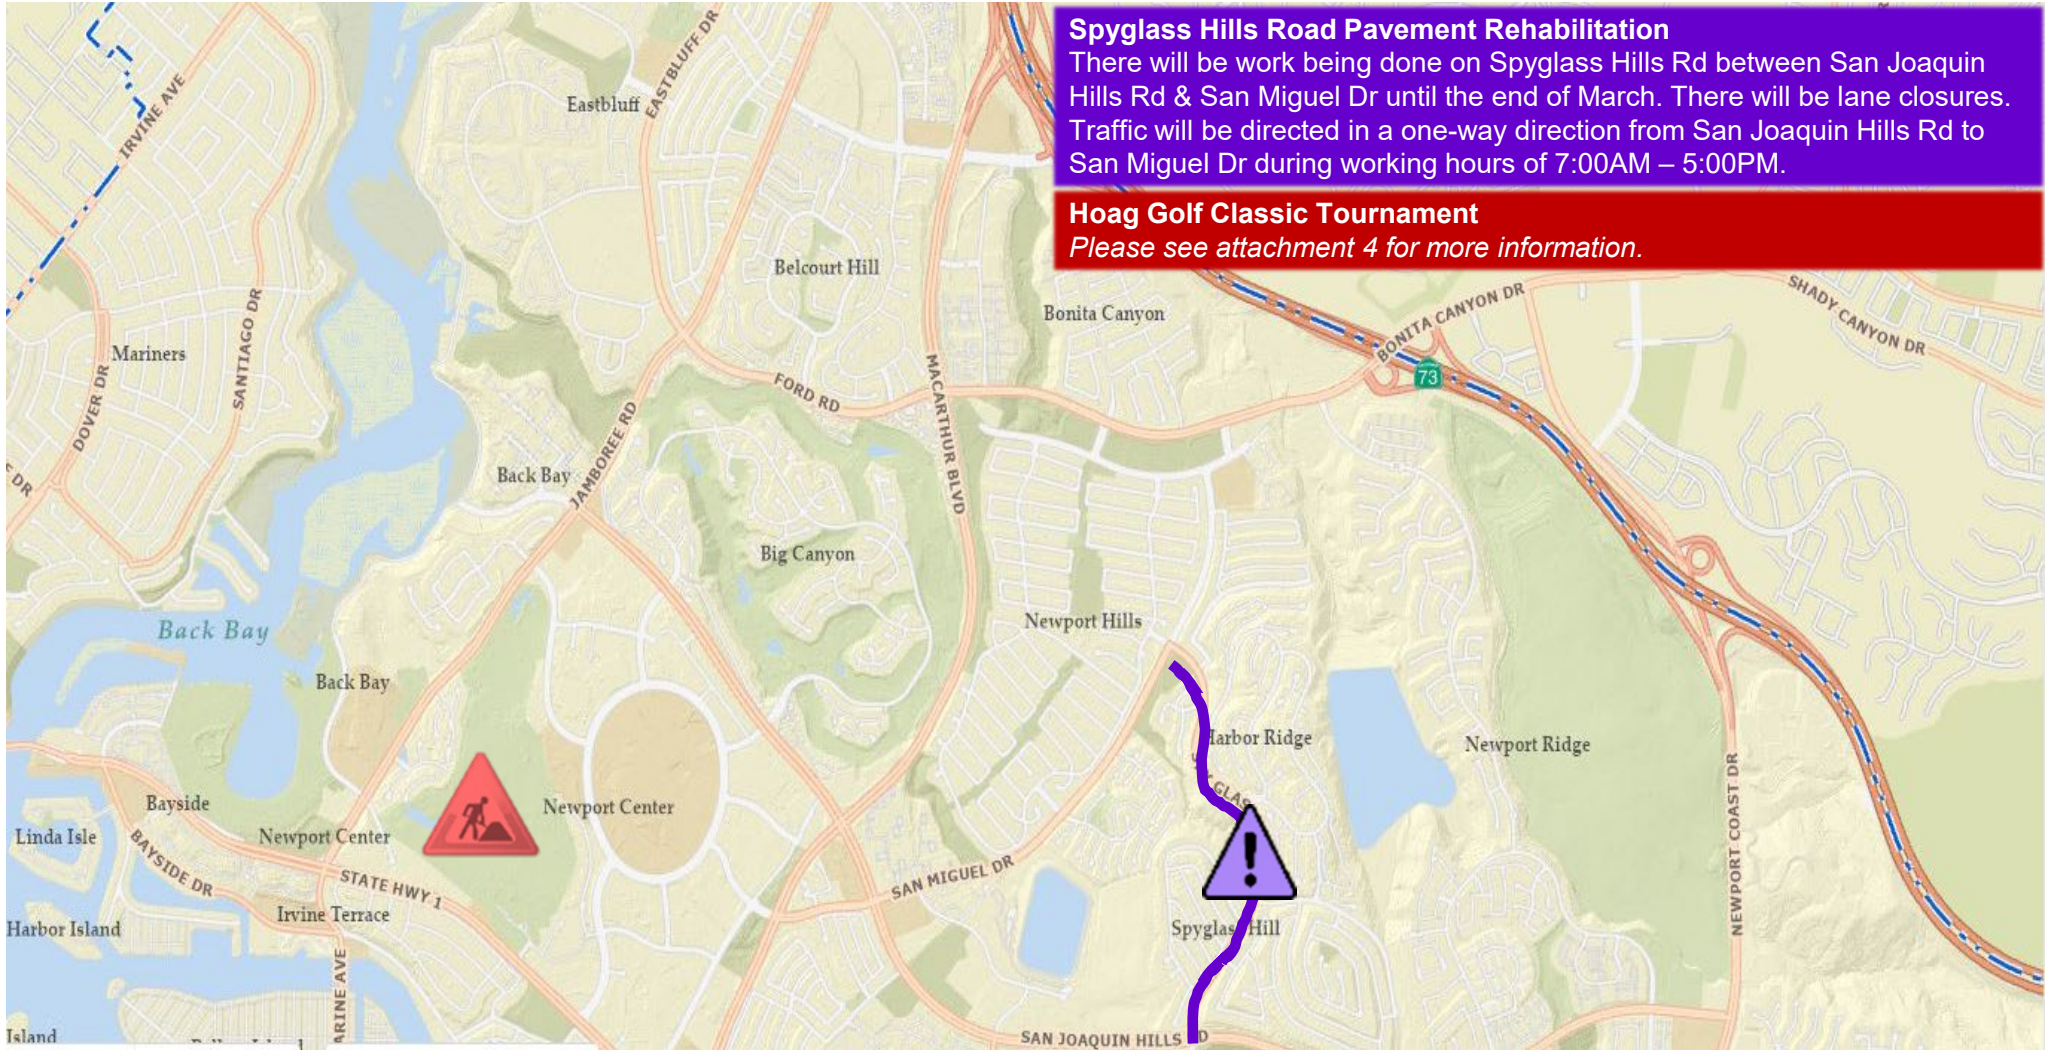 Spyglass Hills Road Pavement Rehabilitation
There will be work being done on Spyglass Hills Rd between San Joaquin
Hills Rd & San Miguel Dr until the end of March. There will be lane closures.
Traffic will be directed in a one-way direction from San Joaquin Hills Rd to
San Miguel Dr during working hours of 7:00AM – 5:00PM.
Hoag Golf Classic Tournament
Please see attachment 4 for more information.
EASTBLUFF DR
Eastbluff
IRVINE AVE
Belcourt Hill
Bonita Canyon
BONITA CANYON DR
SHADY CANYON DR
Mariners
SANTIAGO DR
DOVER DR
FORD RD
MACARTHUR BLVD
73
JAMBOREE RD
Back Bay
DR
Big Canyon
Newport Hills
Back Bay
Back Bay
Harbor Ridge
Newport Ridge
NEWPORT COAST DR
Bayside
Newport Center
Linda Isle
Newport Center
BAYSIDE DR
STATE HWY 1
SAN MIGUEL DR
Irvine Terrace
Harbor Island
Spyglass Hill
ARINE AVE
SAN JOAQUIN HILLS RD
Island